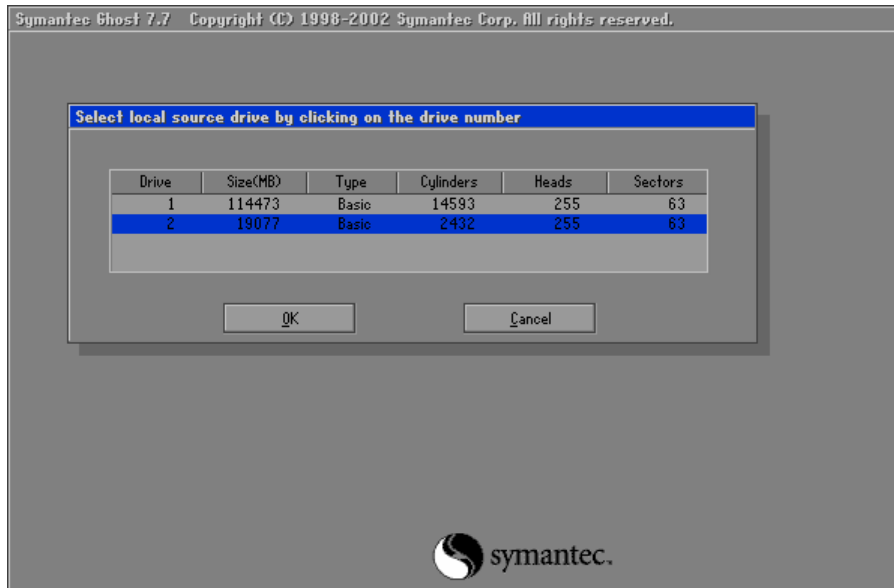 Symantec Ghost 7.7 Copyright (C) 1998-2002 Symantec Corp. All rights reserved.
Select local source drive by clicking on the drive number
Drive Size(MB) Type Cylinders Heads Sectors
1 114473 Basic 14593 255 63
2 19077 Basic 2432 255 63
OK Cancel
symantec.